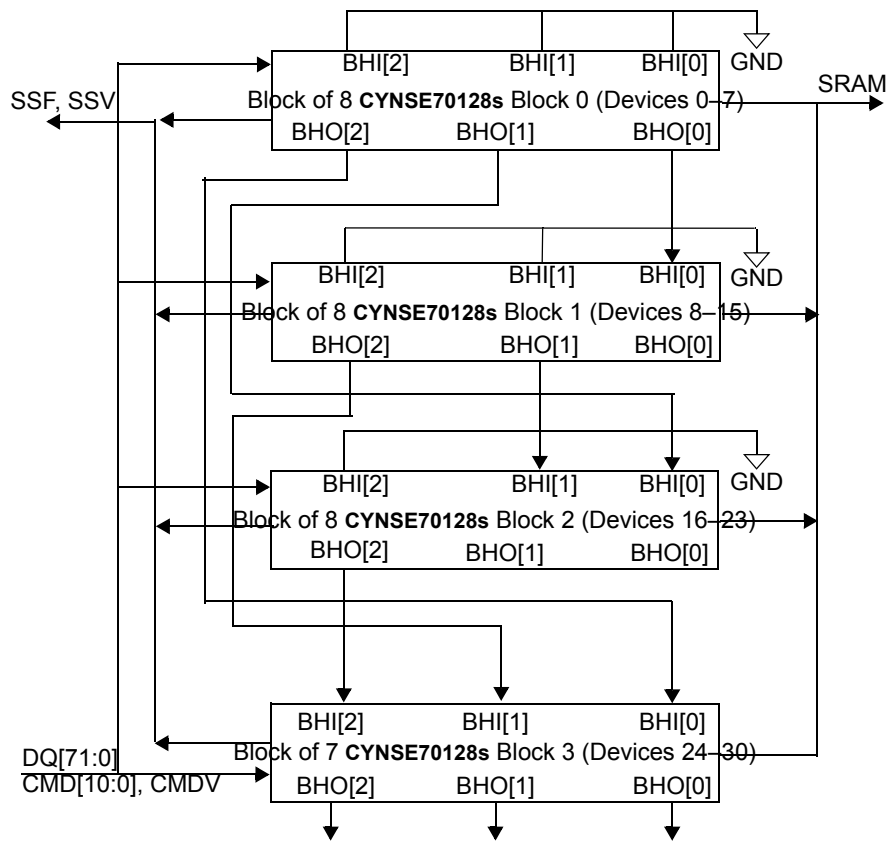 BHI[2] BHI[1] BHI[0] GND
SSF, SSV
SRAM
Block of 8 CYNSE70128s Block 0 (Devices 0–7)
BHO[2] BHO[1] BHO[0]
BHI[2] BHI[1] BHI[0] GND
Block of 8 CYNSE70128s Block 1 (Devices 8–15)
BHO[2] BHO[1] BHO[0]
BHI[2] BHI[1] BHI[0] GND
Block of 8 CYNSE70128s Block 2 (Devices 16–23)
BHO[2] BHO[1] BHO[0]
BHI[2] BHI[1] BHI[0]
DQ[71:0]
Block of 7 CYNSE70128s Block 3 (Devices 24–30)
CMD[10:0], CMDV
BHO[2] BHO[1] BHO[0]